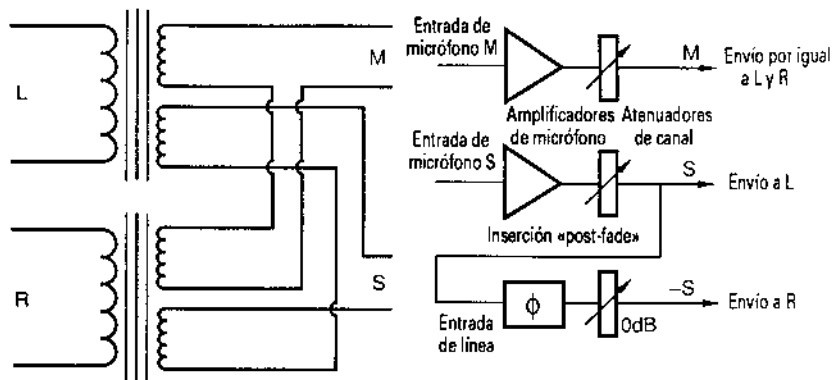 L
R
M
S
Entrada de
micrófono M
M
Envío por igual
a L y R
Amplificadores
de micrófono
Atenuadores
de canal
Entrada de
micrófono S
S
Envío a L
Inserción «post-fade»
Entrada
de línea
ϕ
0dB
–S
Envío a R